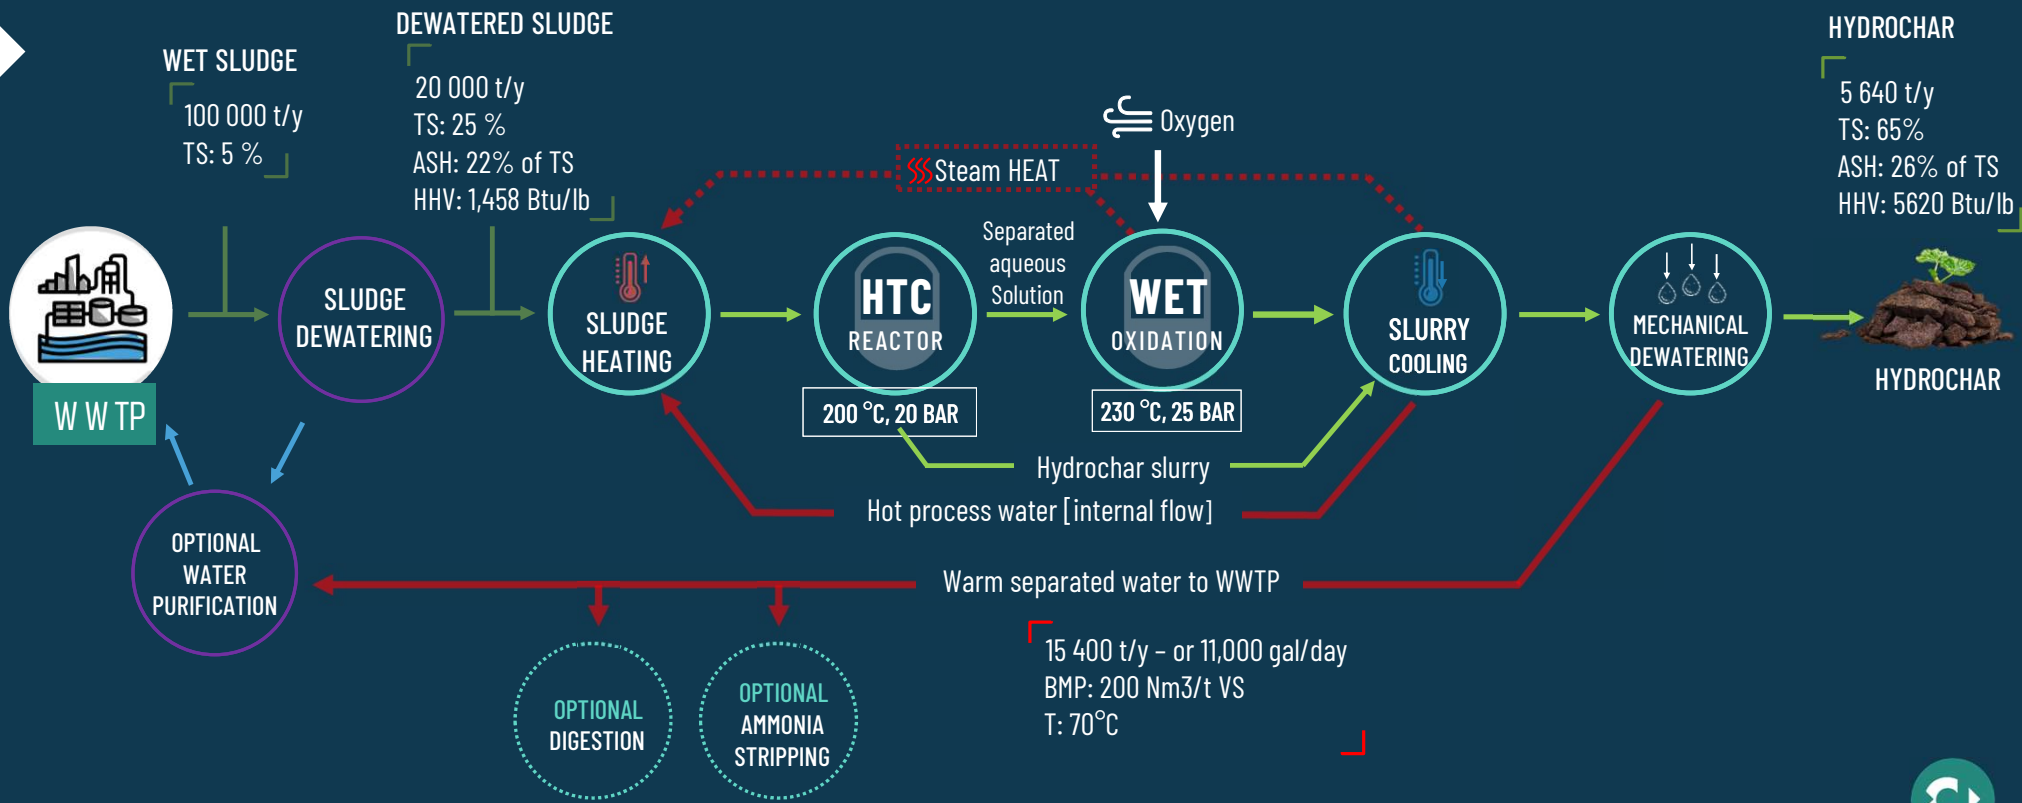 WET SLUDGE
100 000 t/y
TS: 5 %
DEWATERED SLUDGE
20 000 t/y
TS: 25 %
ASH: 22% of TS
HHV: 1,458 Btu/lb
HYDROCHAR
5 640 t/y
TS: 65%
ASH: 26% of TS
HHV: 5620 Btu/lb
Oxygen
Steam HEAT
WWTP
SLUDGE
DEWATERING
SLUDGE
HEATING
HTC
REACTOR
200 °C, 20 BAR
Separated
aqueous
Solution
WET
OXIDATION
230 °C, 25 BAR
SLURRY
COOLING
MECHANICAL
DEWATERING
HYDROCHAR
Hydrochar slurry
Hot process water [internal flow]
OPTIONAL
WATER
PURIFICATION
Warm separated water to WWTP
15 400 t/y – or 11,000 gal/day
BMP: 200 Nm3/t VS
T: 70°C
OPTIONAL
DIGESTION
OPTIONAL
AMMONIA
STRIPPING